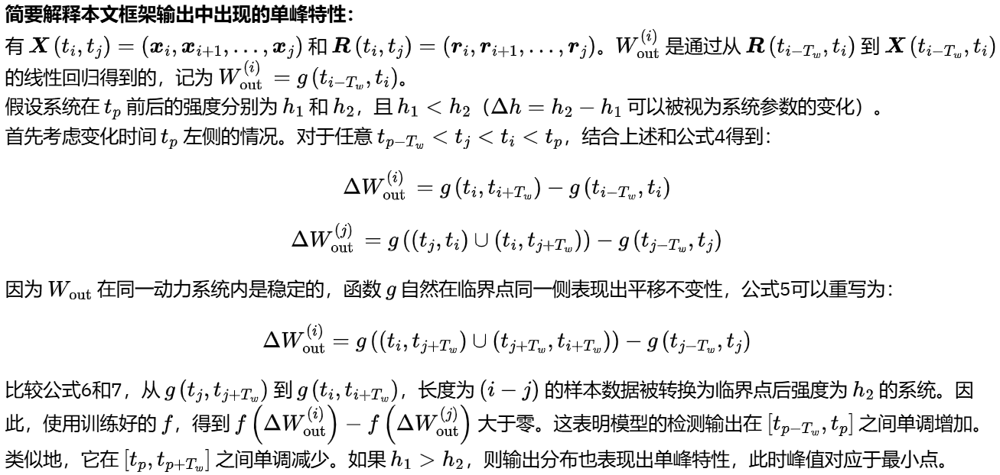 简要解释本文框架输出中出现的单峰特性：
有 $\boldsymbol{X}(t_i, t_j) = (\boldsymbol{x}_i, \boldsymbol{x}_{i+1}, \ldots, \boldsymbol{x}_j)$ 和 $\boldsymbol{R}(t_i, t_j) = (\boldsymbol{r}_i, \boldsymbol{r}_{i+1}, \ldots, \boldsymbol{r}_j)$。$W_{\text{out}}^{(i)}$ 是通过从 $\boldsymbol{R}(t_{i-T_w}, t_i)$ 到 $\boldsymbol{X}(t_{i-T_w}, t_i)$
的线性回归得到的，记为 $W_{\text{out}}^{(i)} = g(t_{i-T_w}, t_i)$。
假设系统在 $t_p$ 前后的强度分别为 $h_1$ 和 $h_2$，且 $h_1 < h_2$（$\Delta h = h_2 - h_1$ 可以被视为系统参数的变化）。
首先考虑变化时间 $t_p$ 左侧的情况。对于任意 $t_{p-T_w} < t_j < t_i < t_p$，结合上述和公式4得到：
$\Delta W_{\text{out}}^{(i)} = g(t_i, t_{i+T_w}) - g(t_{i-T_w}, t_i)$
$\Delta W_{\text{out}}^{(j)} = g((t_j, t_i) \cup (t_i, t_{j+T_w})) - g(t_{j-T_w}, t_j)$
因为 $W_{\text{out}}$ 在同一动力系统内是稳定的，函数 $g$ 自然在临界点同一侧表现出平移不变性，公式5可以重写为：
$\Delta W_{\text{out}}^{(i)} = g((t_i, t_{j+T_w}) \cup (t_{j+T_w}, t_{i+T_w})) - g(t_{j-T_w}, t_j)$
比较公式6和7，从 $g(t_j, t_{j+T_w})$ 到 $g(t_i, t_{i+T_w})$，长度为 $(i-j)$ 的样本数据被转换为临界点后强度为 $h_2$ 的系统。因
此，使用训练好的 $f$，得到 $f\left(\Delta W_{\text{out}}^{(i)}\right) - f\left(\Delta W_{\text{out}}^{(j)}\right)$ 大于零。这表明模型的检测输出在 $[t_{p-T_w}, t_p]$ 之间单调增加。
类似地，它在 $[t_p, t_{p+T_w}]$ 之间单调减少。如果 $h_1 > h_2$，则输出分布也表现出单峰特性，此时峰值对应于最小点。